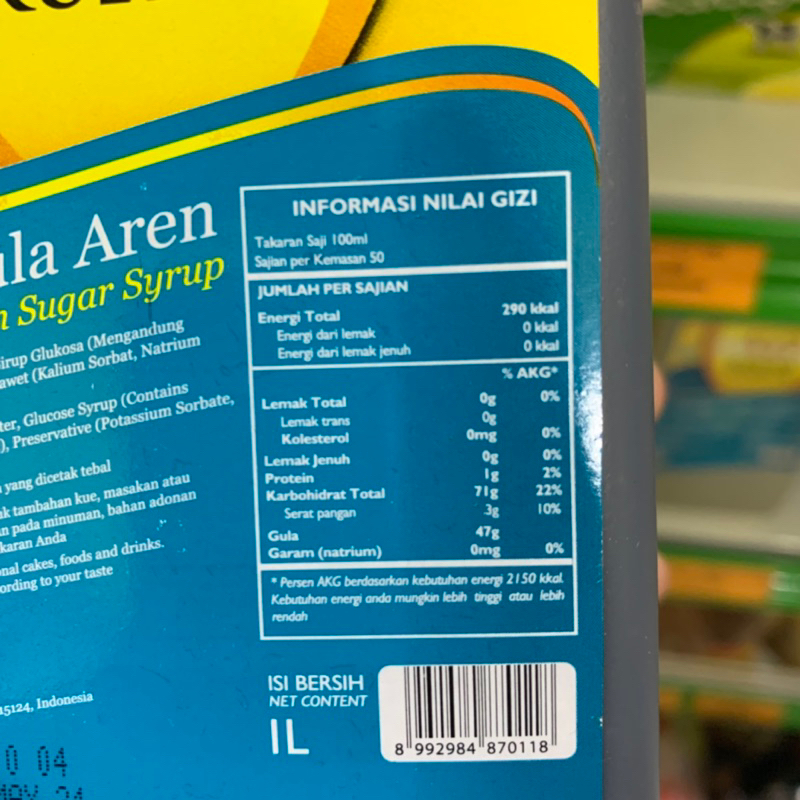 ula Aren
Sugar Syrup
irup Glukosa (Mengandung
awet (Kalium Sorbat, Natrium
ter, Glucose Syrup (Contains
), Preservative (Potassium Sorbate,
yang dicetak tebal
k tambahan kue, masakan atau
n pada minuman, bahan adonan
karan Anda
nal cakes, foods and drinks.
ording to your taste
15124, Indonesia
0 04
MAY 24
INFORMASI NILAI GIZI
Takaran Saji 100ml
Sajian per Kemasan 50
JUMLAH PER SAJIAN
Energi Total 290 kkal
Energi dari lemak 0 kkal
Energi dari lemak jenuh 0 kkal
% AKG*
Lemak Total 0g 0%
Lemak trans 0g
Kolesterol 0mg 0%
Lemak Jenuh 0g 0%
Protein 1g 2%
Karbohidrat Total 71g 22%
Serat pangan 3g 10%
Gula 47g
Garam (natrium) 0mg 0%
* Persen AKG berdasarkan kebutuhan energi 2150 kkal.
Kebutuhan energi anda mungkin lebih tinggi atau lebih
rendah
ISI BERSIH
NET CONTENT
1L
8 992984 870118